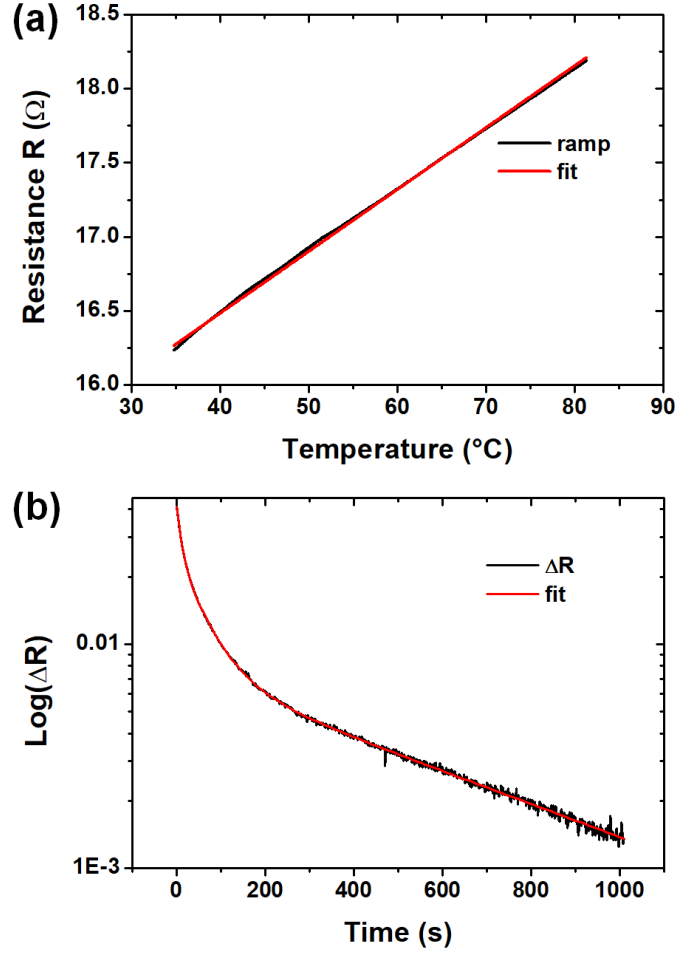 (a)
18.5
18.0
17.5
17.0
16.5
16.0
Resistance R (Ω)
ramp
fit
30 40 50 60 70 80 90
Temperature (°C)
(b)
0.01
1E-3
Log(ΔR)
ΔR
fit
0 200 400 600 800 1000
Time (s)